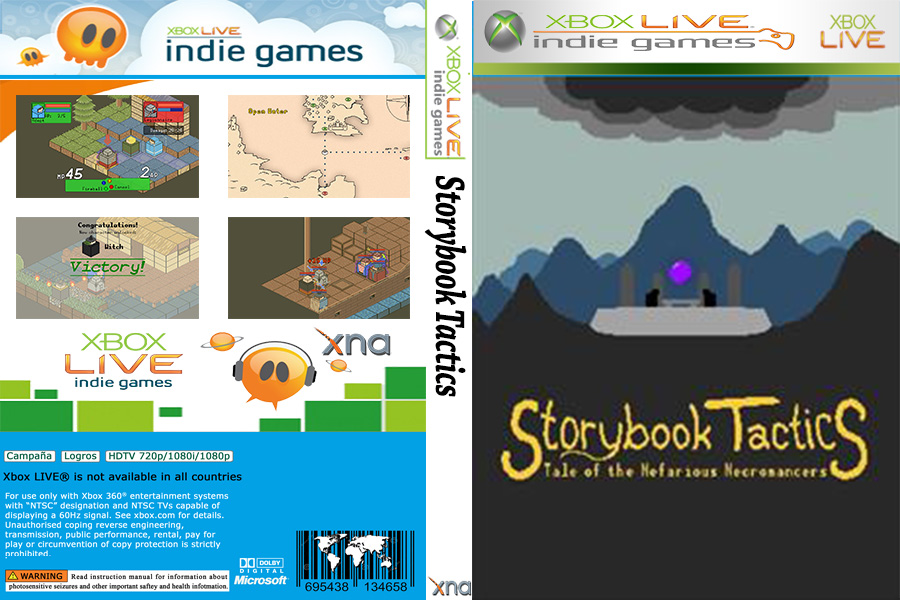 XBOX LIVE
indie games
Open Water
MP 45
2
Fireball
Cancel
Congratulations!
Witch
Victory!
XBOX
LIVE
indie games
xna
Campaña
Logros
HDTV 720p/1080i/1080p
Xbox LIVE® is not available in all countries
For use only with Xbox 360® entertainment systems
with “NTSC” designation and NTSC TVs capable of
displaying a 60Hz signal. See xbox.com for details.
Unauthorised coping reverse engineering,
transmission, public performance, rental, pay for
play or circumvention of copy protection is strictly
prohibited.
WARNING Read instruction manual for information about
photosensitive seizures and other important saftey and health infotmation.
DOLBY
DIGITAL
Microsoft®
695438 134658
XBOX LIVE
indie games
Storybook Tactics
xna
XBOX LIVE™
indie games
XBOX
LIVE
Storybook Tactics
Tale of the Nefarious Necromancers